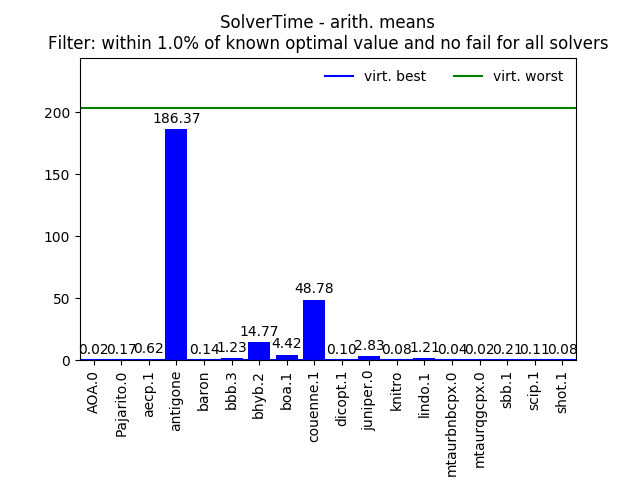 SolverTime - arith. means
Filter: within 1.0% of known optimal value and no fail for all solvers
virt. best
virt. worst
200
150
100
50
0
0.02
0.17
0.62
186.37
0.14
1.23
14.77
4.42
48.78
0.10
2.83
0.08
1.21
0.04
0.02
0.21
0.11
0.08
AOA.0
Pajarito.0
aecp.1
antigone
baron
bbb.3
bhyb.2
boa.1
couenne.1
dicopt.1
juniper.0
knitro
lindo.1
mtaurbnbcpx.0
mtaurqgcpx.0
sbb.1
scip.1
shot.1